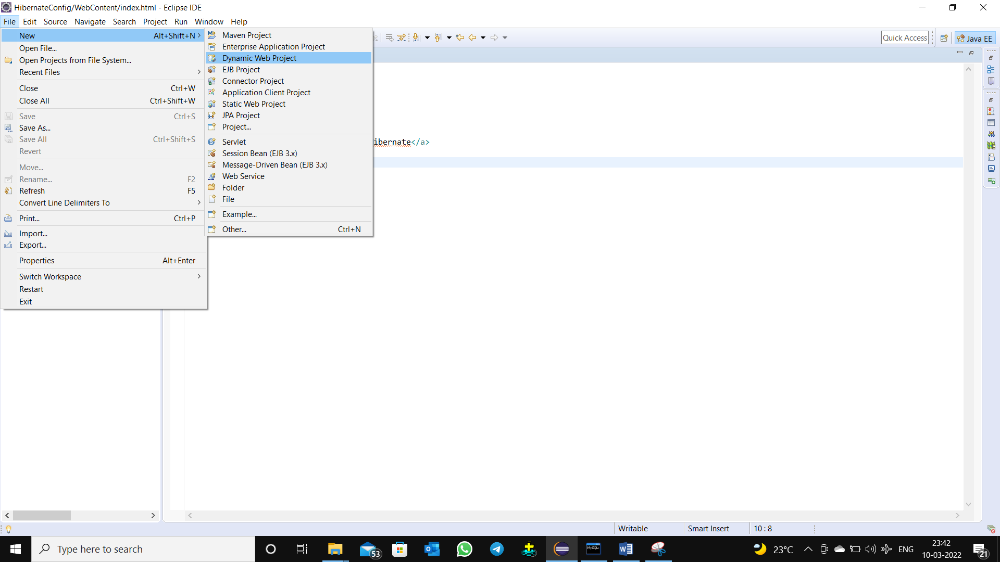 HibernateConfig/WebContent/index.html - Eclipse IDE
File Edit Source Navigate Search Project Run Window Help
Quick Access Java EE
New Alt+Shift+N
Open File...
Open Projects from File System...
Recent Files
Close Ctrl+W
Close All Ctrl+Shift+W
Save Ctrl+S
Save As...
Save All Ctrl+Shift+S
Revert
Move...
Rename... F2
Refresh F5
Convert Line Delimiters To
Print... Ctrl+P
Import...
Export...
Properties Alt+Enter
Switch Workspace
Restart
Exit
Maven Project
Enterprise Application Project
Dynamic Web Project
EJB Project
Connector Project
Application Client Project
Static Web Project
JPA Project
Project...
Servlet
Session Bean (EJB 3.x)
Message-Driven Bean (EJB 3.x)
Web Service
Folder
File
Example...
Other... Ctrl+N
ibernate</a>
Writable Smart Insert 10 : 8
Type here to search
53
MySQL
23°C ENG
23:42
10-03-2022
21